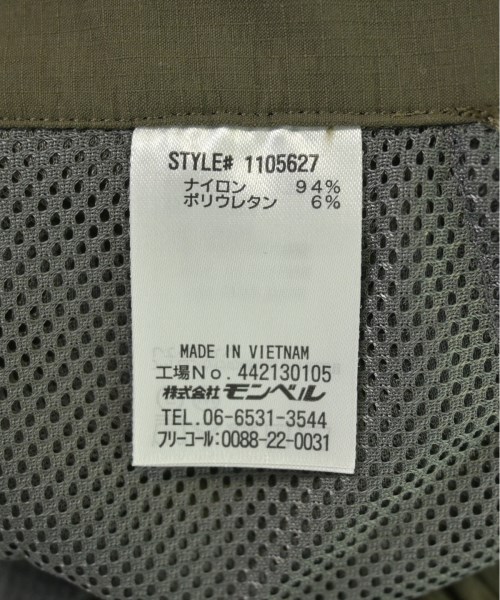 STYLE# 1105627
ナイロン 94%
ポリウレタン 6%
MADE IN VIETNAM
工場No. 442130105
株式会社モンベル
TEL. 06-6531-3544
フリーコール:0088-22-0031